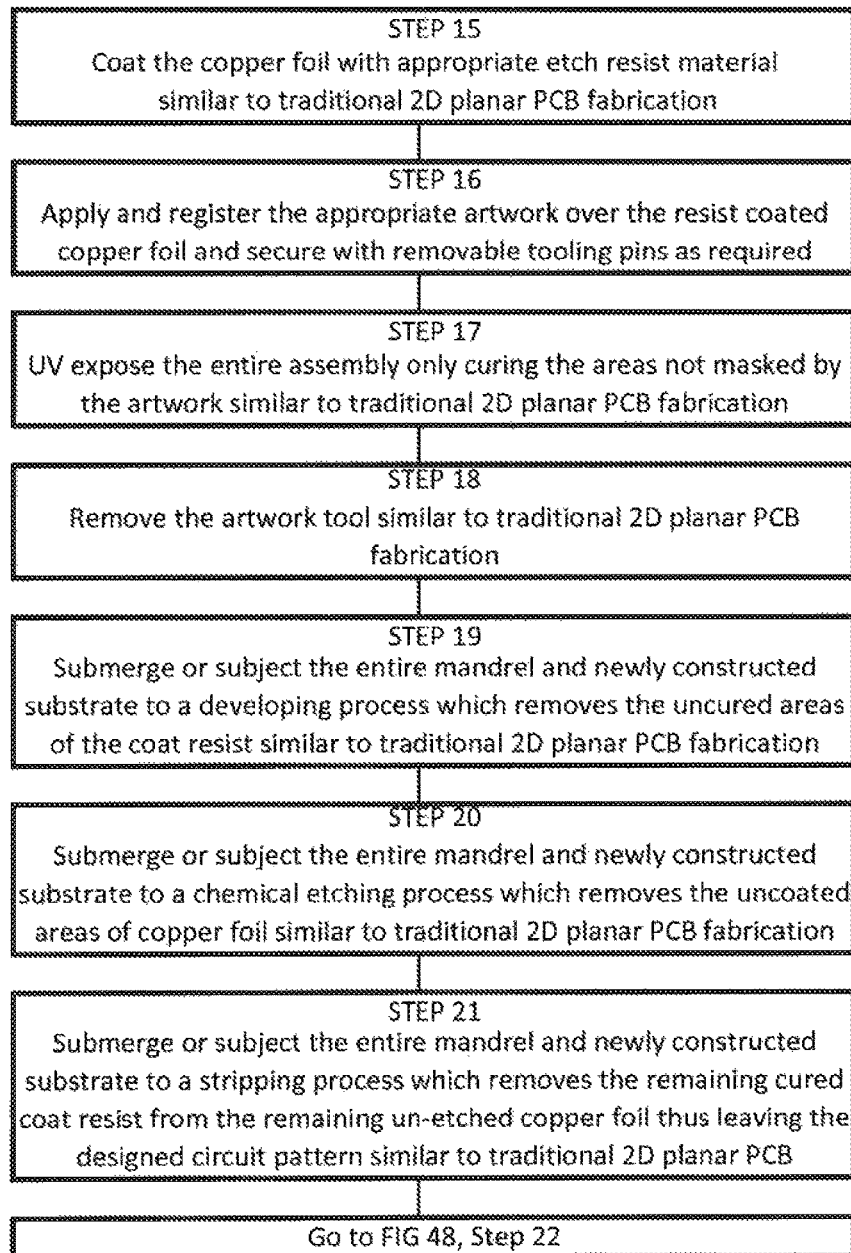 STEP 15
Coat the copper foil with appropriate etch resist material
similar to traditional 2D planar PCB fabrication
STEP 16
Apply and register the appropriate artwork over the resist coated
copper foil and secure with removable tooling pins as required
STEP 17
UV expose the entire assembly only curing the areas not masked by
the artwork similar to traditional 2D planar PCB fabrication
STEP 18
Remove the artwork tool similar to traditional 2D planar PCB
fabrication
STEP 19
Submerge or subject the entire mandrel and newly constructed
substrate to a developing process which removes the uncured areas
of the coat resist similar to traditional 2D planar PCB fabrication
STEP 20
Submerge or subject the entire mandrel and newly constructed
substrate to a chemical etching process which removes the uncoated
areas of copper foil similar to traditional 2D planar PCB fabrication
STEP 21
Submerge or subject the entire mandrel and newly constructed
substrate to a stripping process which removes the remaining cured
coat resist from the remaining un-etched copper foil thus leaving the
designed circuit pattern similar to traditional 2D planar PCB
Go to FIG 48, Step 22